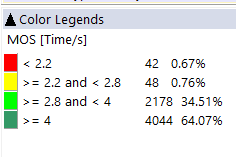 Color Legends
MOS [Time/s]
< 2.2 42 0.67%
>= 2.2 and < 2.8 48 0.76%
>= 2.8 and < 4 2178 34.51%
>= 4 4044 64.07%